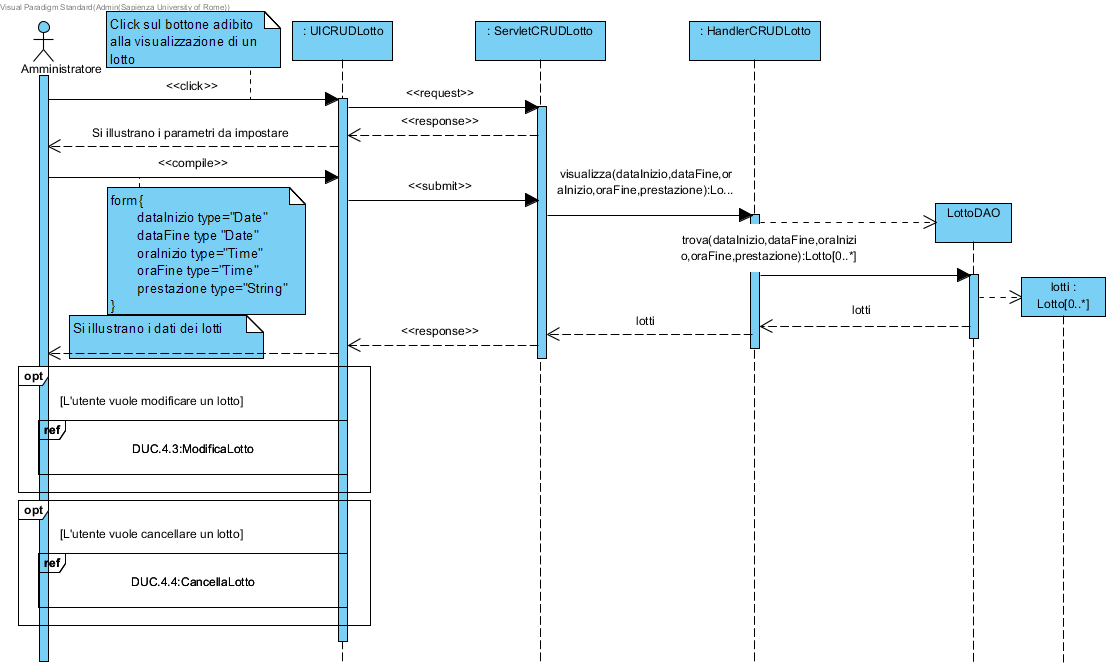 Visual Paradigm Standard(Admin(Sapienza University of Rome))
Click sul bottone adibito
alla visualizzazione di un
lotto
: UICRUDLotto
: ServletCRUDLotto
: HandlerCRUDLotto
Amministratore
<<click>>
<<request>>
<<response>>
Si illustrano i parametri da impostare
<<compile>>
<<submit>>
visualizza(dataInizio,dataFine,or
aInizio,oraFine,prestazione):Lo...
LottoDAO
form {
dataInizio type="Date"
dataFine type "Date"
oraInizio type="Time"
oraFine type="Time"
prestazione type="String"
}
trova(dataInizio,dataFine,oraInizi
o,oraFine,prestazione):Lotto[0..*]
lotti :
Lotto[0..*]
lotti
lotti
<<response>>
Si illustrano i dati dei lotti
opt
[L'utente vuole modificare un lotto]
ref
DUC.4.3:ModificaLotto
opt
[L'utente vuole cancellare un lotto]
ref
DUC.4.4:CancellaLotto